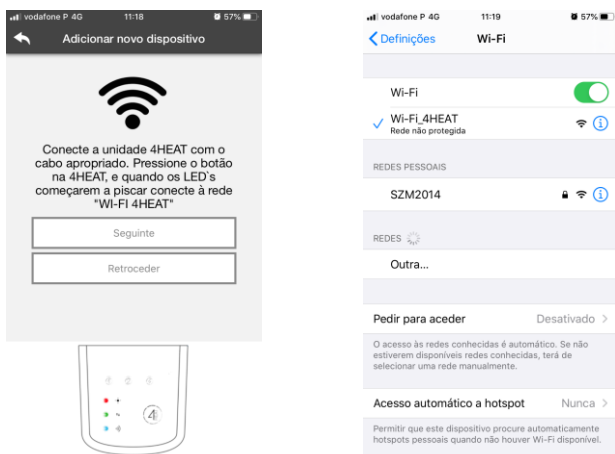 vodafone P 4G 11:18 57%
Adicionar novo dispositivo
Conecte a unidade 4HEAT com o
cabo apropriado. Pressione o botão
na 4HEAT, e quando os LED`s
começarem a piscar conecte à rede
"WI-FI 4HEAT"
Seguinte
Retroceder
4
vodafone P 4G 11:19 57%
Definições Wi-Fi
Wi-Fi
Wi-Fi_4HEAT
Rede não protegida
REDES PESSOAIS
SZM2014
REDES
Outra...
Pedir para aceder Desativado
O acesso às redes conhecidas é automático. Se não
estiverem disponíveis redes conhecidas, terá de
selecionar uma rede manualmente.
Acesso automático a hotspot Nunca
Permitir que este dispositivo procure automaticamente
hotspots pessoais quando não houver Wi-Fi disponível.